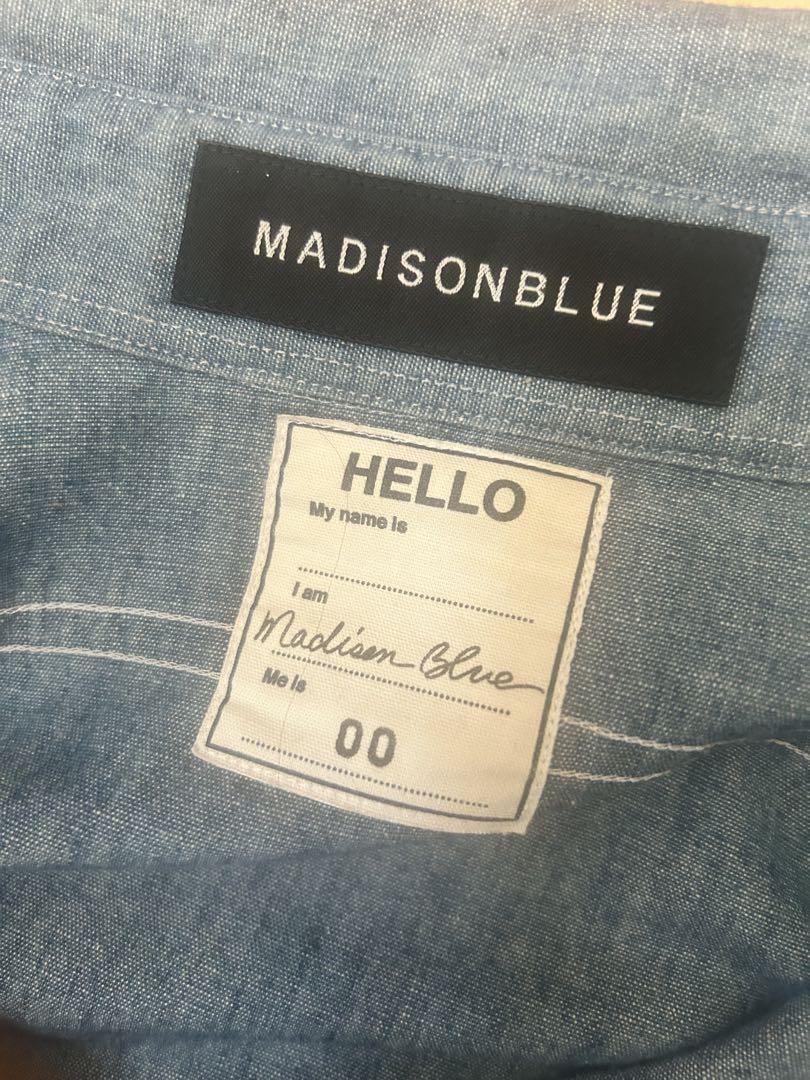 MADISONBLUE
HELLO
My name is
I am
Madison Blue
Me is
00